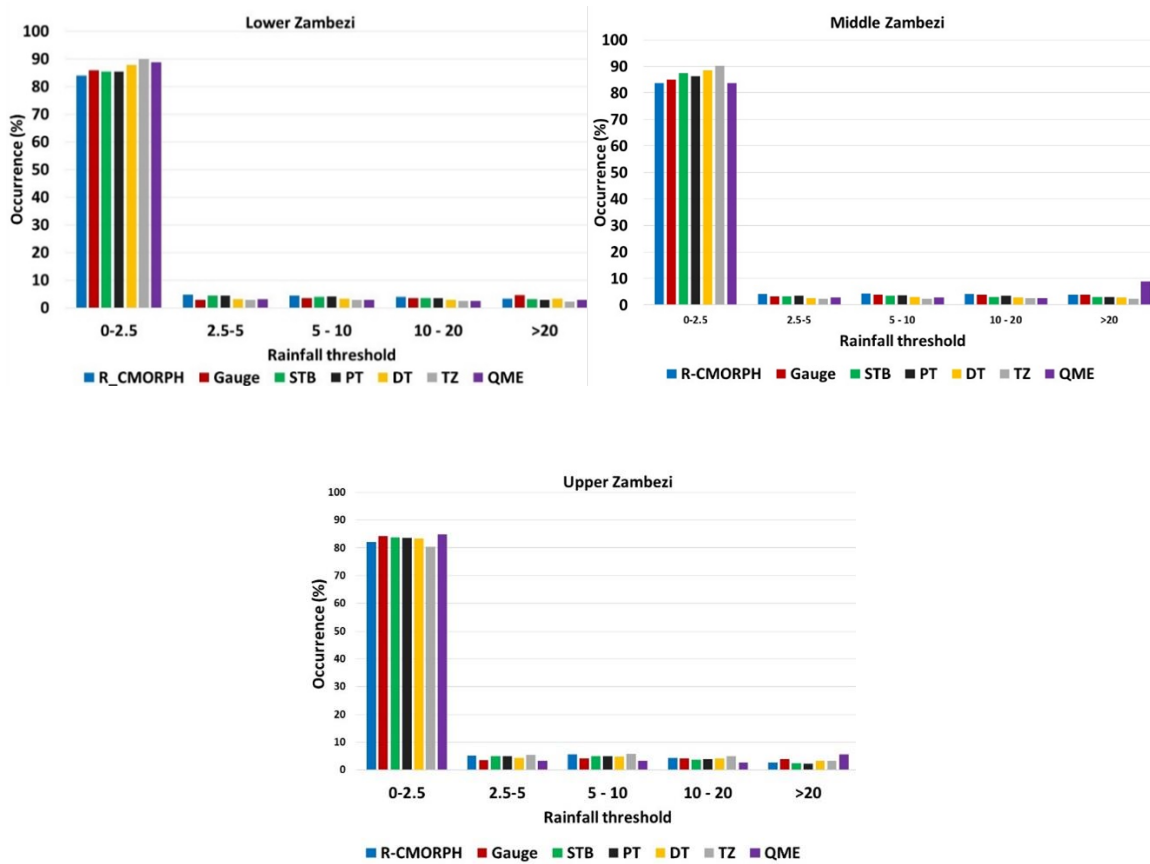 Lower Zambezi
Occurrence (%)
100
90
80
70
60
50
40
30
20
10
0
0-2.5 2.5-5 5 - 10 10 - 20 >20
Rainfall threshold
R_CMORPH Gauge STB PT DT TZ QME
Middle Zambezi
Occurrence (%)
100
90
80
70
60
50
40
30
20
10
0
0-2.5 2.5-5 5 - 10 10 - 20 >20
Rainfall threshold
R-CMORPH Gauge STB PT DT TZ QME
Upper Zambezi
Occurrence (%)
100
90
80
70
60
50
40
30
20
10
0
0-2.5 2.5-5 5 - 10 10 - 20 >20
Rainfall threshold
R-CMORPH Gauge STB PT DT TZ QME